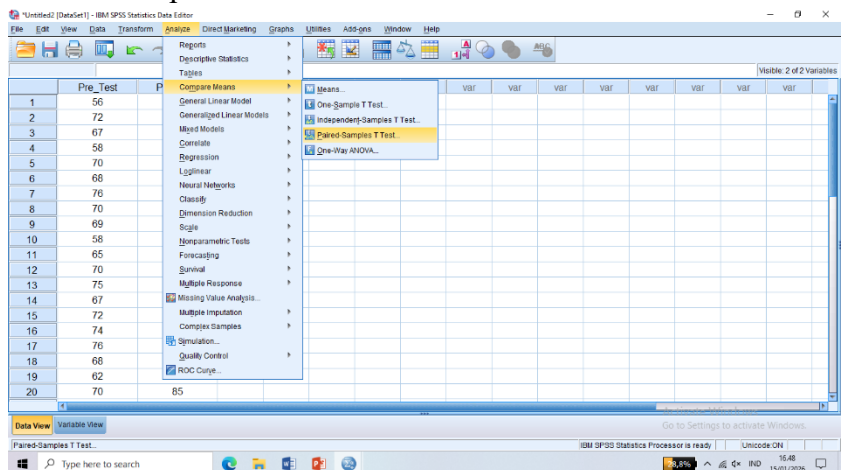 *Untitled2 [DataSet1] - IBM SPSS Statistics Data Editor
File Edit View Data Transform Analyze Direct Marketing Graphs Utilities Add-ons Window Help
Visible: 2 of 2 Variables
Pre_Test P var var var var var var var
Reports
Descriptive Statistics
Tables
Compare Means
General Linear Model
Generalized Linear Models
Mixed Models
Correlate
Regression
Loglinear
Neural Networks
Classify
Dimension Reduction
Scale
Nonparametric Tests
Forecasting
Survival
Multiple Response
Missing Value Analysis...
Multiple Imputation
Complex Samples
Simulation...
Quality Control
ROC Curve...
Means...
One-Sample T Test...
Independent-Samples T Test...
Paired-Samples T Test...
One-Way ANOVA...
1 56
2 72
3 67
4 58
5 70
6 68
7 76
8 70
9 69
10 58
11 65
12 70
13 75
14 67
15 72
16 74
17 76
18 68
19 62
20 70 85
Data View Variable View
Go to Settings to activate Windows.
Paired-Samples T Test... IBM SPSS Statistics Processor is ready Unicode:ON
Type here to search IND 16.48
15/01/2026